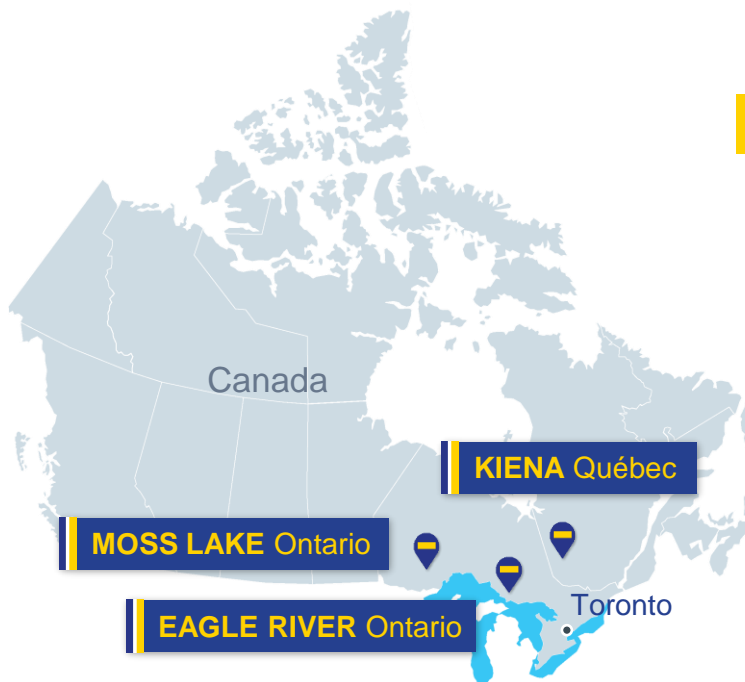 Canada
KIENA Québec
MOSS LAKE Ontario
EAGLE RIVER Ontario
Toronto